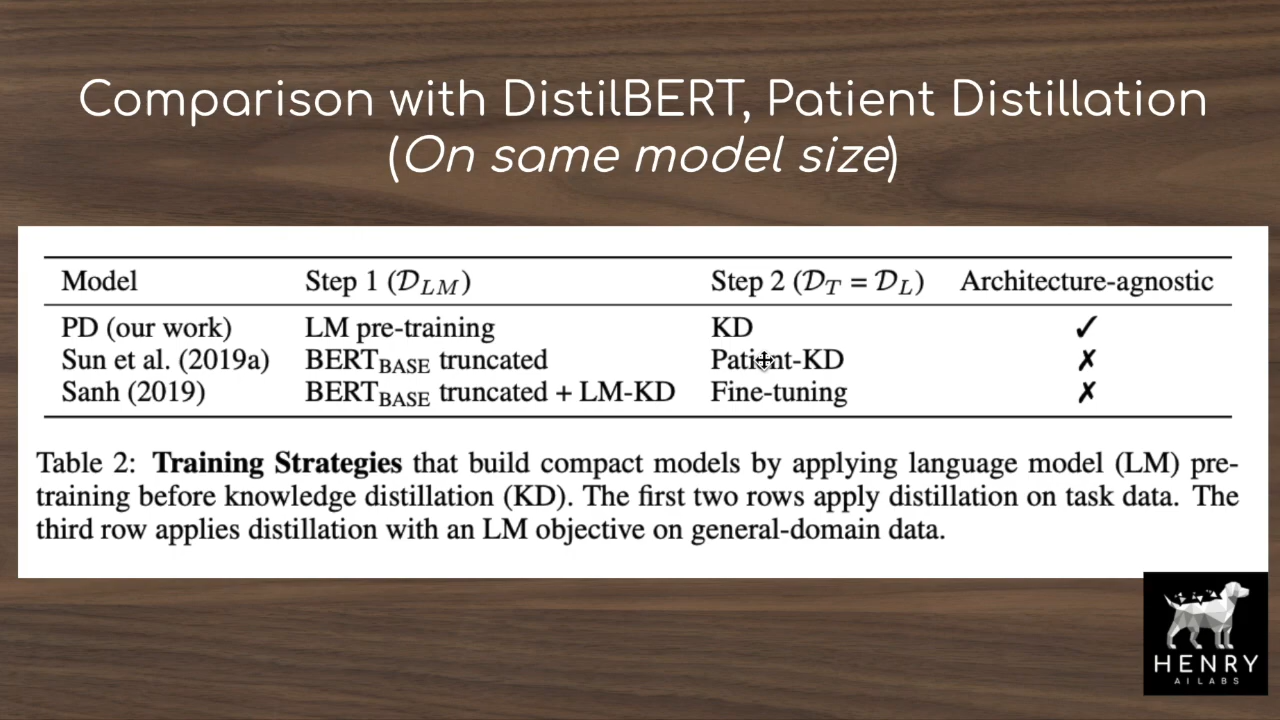 Comparison with DistilBERT, Patient Distillation
(On same model size)
Model Step 1 (𝒟LM) Step 2 (𝒟T = 𝒟L) Architecture-agnostic
PD (our work) LM pre-training KD ✓
Sun et al. (2019a) BERTBASE truncated Patient-KD ✗
Sanh (2019) BERTBASE truncated + LM-KD Fine-tuning ✗
Table 2: Training Strategies that build compact models by applying language model (LM) pre-
training before knowledge distillation (KD). The first two rows apply distillation on task data. The
third row applies distillation with an LM objective on general-domain data.
HENRY
AI LABS